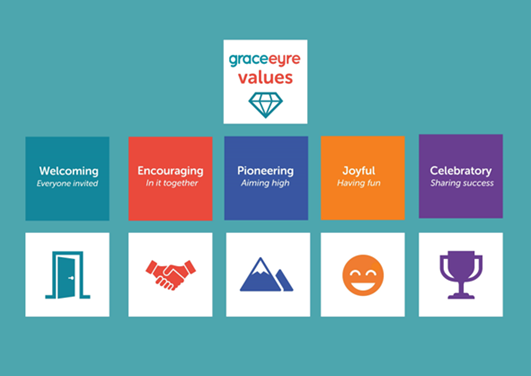 graceeyre
values
Welcoming
Everyone invited
Encouraging
In it together
Pioneering
Aiming high
Joyful
Having fun
Celebratory
Sharing success